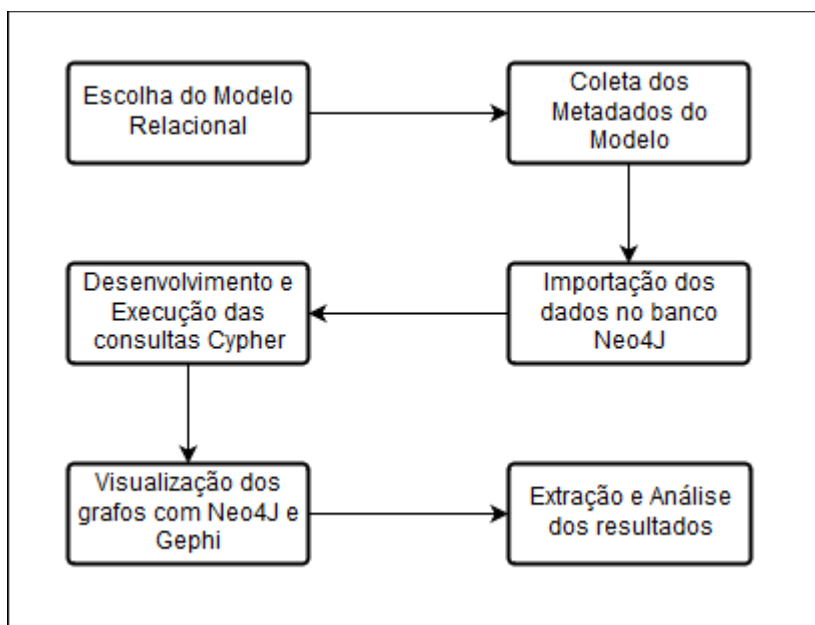 Escolha do Modelo
Relacional
Coleta dos
Metadados do
Modelo
Importação dos
dados no banco
Neo4J
Desenvolvimento e
Execução das
consultas Cypher
Visualização dos
grafos com Neo4J e
Gephi
Extração e Análise
dos resultados